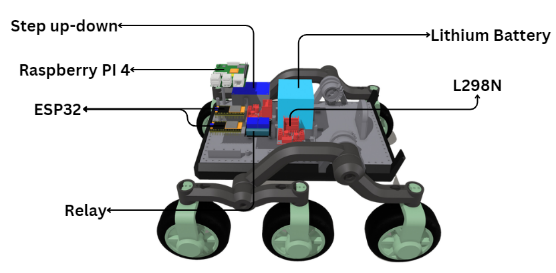 Step up-down
Lithium Battery
Raspberry PI 4
L298N
ESP32
Relay